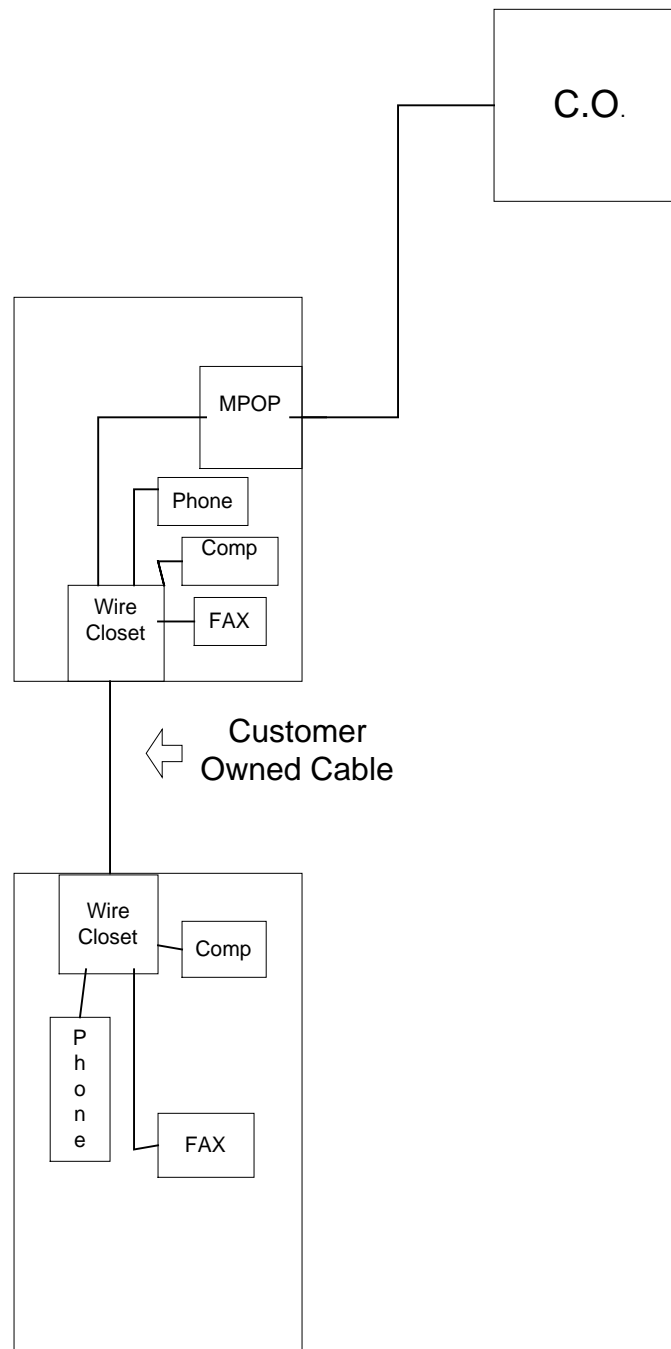 C.O.
MPOP
Phone
Comp
Wire
Closet
FAX
Customer
Owned Cable
Wire
Closet
Comp
P
h
o
n
e
FAX